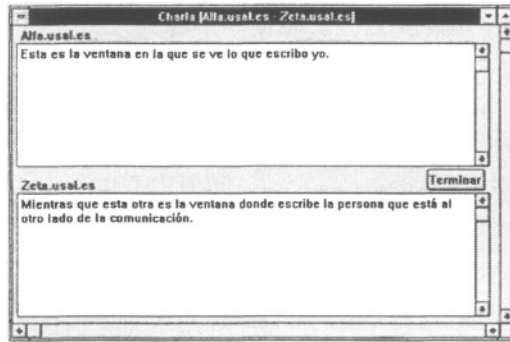 Charla [Alfa.usal.es - Zeta.usal.es]
Alfa.usal.es
Esta es la ventana en la que se ve lo que escribo yo.
Zeta.usal.es
Terminar
Mientras que esta otra es la ventana donde escribe la persona que está al
otro lado de la comunicación.